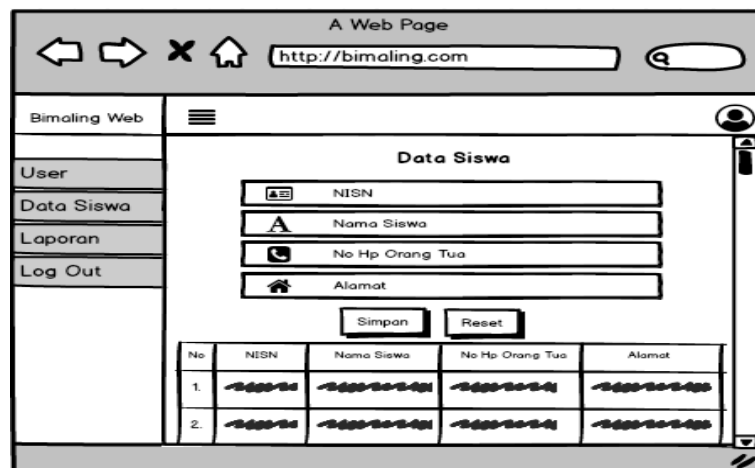 A Web Page
http://bimaling.com
Bimaling Web
User
Data Siswa
Laporan
Log Out
Data Siswa
NISN
Nama Siswa
No Hp Orang Tua
Alamat
Simpan Reset
No NISN Nama Siswa No Hp Orang Tua Alamat
1.
2.